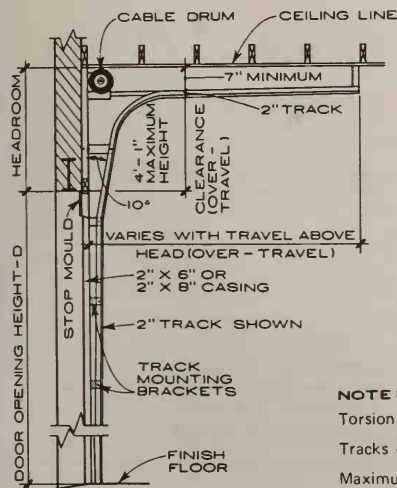 CABLE DRUM
CEILING LINE
7" MINIMUM
2" TRACK
HEADROOM
4'-1"
MAXIMUM
HEIGHT
CLEARANCE
(OVER-
TRAVEL)
10°
VARIES WITH TRAVEL ABOVE
HEAD (OVER-TRAVEL)
STOP MOULD
2" X 6" OR
2" X 8" CASING
2" TRACK SHOWN
DOOR OPENING HEIGHT-D
TRACK
MOUNTING
BRACKETS
FINISH
FLOOR
NOTE
Torsion
Tracks
Maximu